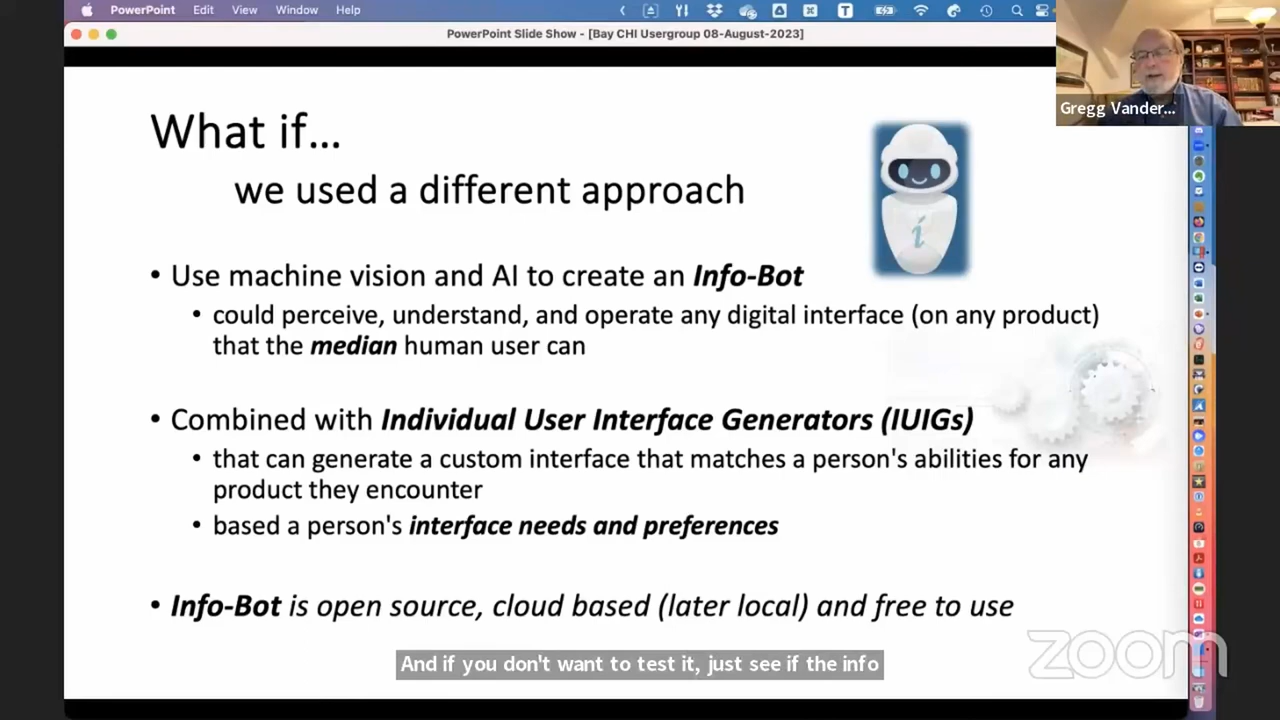 PowerPoint Edit View Window Help
PowerPoint Slide Show - [Bay CHI Usergroup 08-August-2023]
Gregg Vander...
What if...
we used a different approach
i
• Use machine vision and AI to create an Info-Bot
• could perceive, understand, and operate any digital interface (on any product)
that the median human user can
• Combined with Individual User Interface Generators (IUIGs)
• that can generate a custom interface that matches a person's abilities for any
product they encounter
• based a person's interface needs and preferences
• Info-Bot is open source, cloud based (later local) and free to use
And if you don't want to test it, just see if the info
zoom